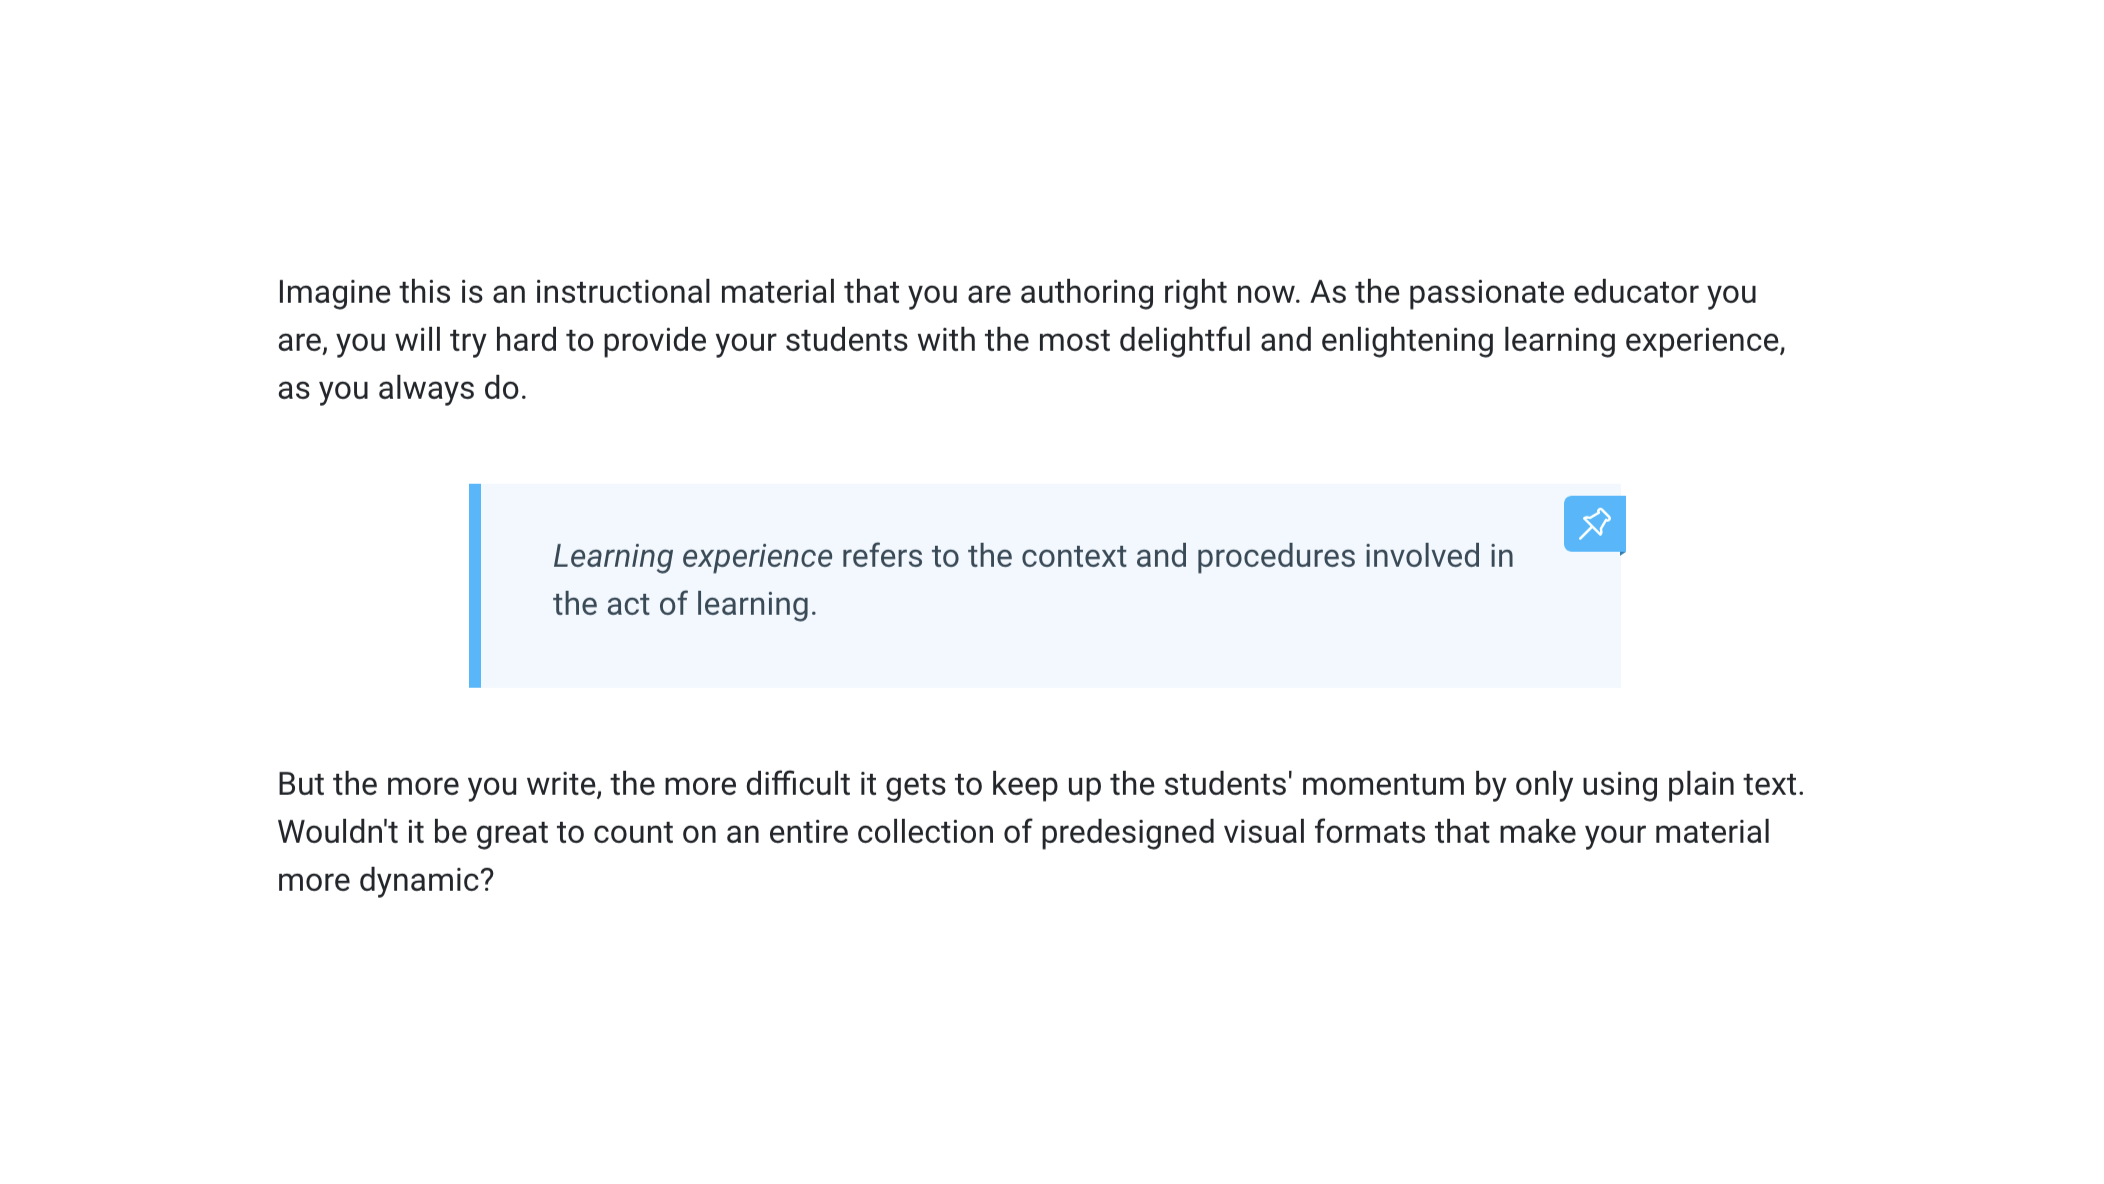 Imagine this is an instructional material that you are authoring right now. As the passionate educator you
are, you will try hard to provide your students with the most delightful and enlightening learning experience,
as you always do.
Learning experience refers to the context and procedures involved in
the act of learning.
But the more you write, the more difficult it gets to keep up the students' momentum by only using plain text.
Wouldn't it be great to count on an entire collection of predesigned visual formats that make your material
more dynamic?